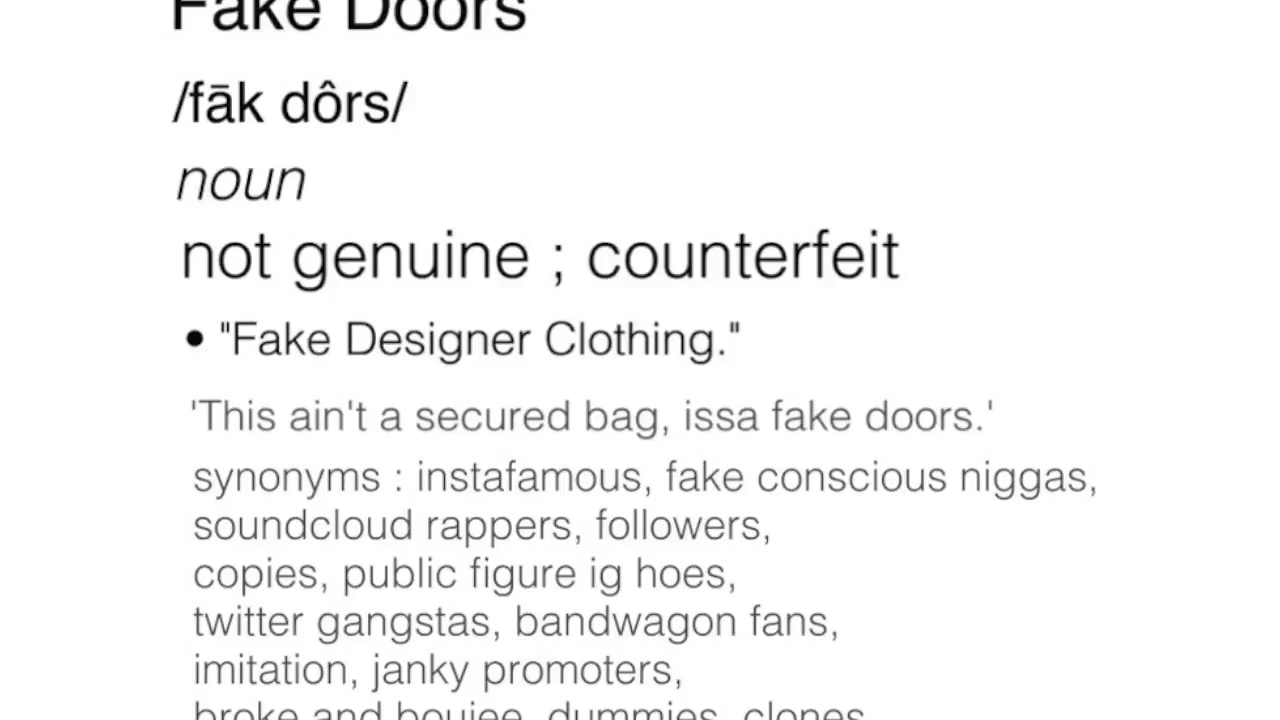 Fake Doors
/fāk dôrs/
noun
not genuine ; counterfeit
• "Fake Designer Clothing."
'This ain't a secured bag, issa fake doors.'
synonyms : instafamous, fake conscious niggas,
soundcloud rappers, followers,
copies, public figure ig hoes,
twitter gangstas, bandwagon fans,
imitation, janky promoters,
broke and boujee, dummies, clones